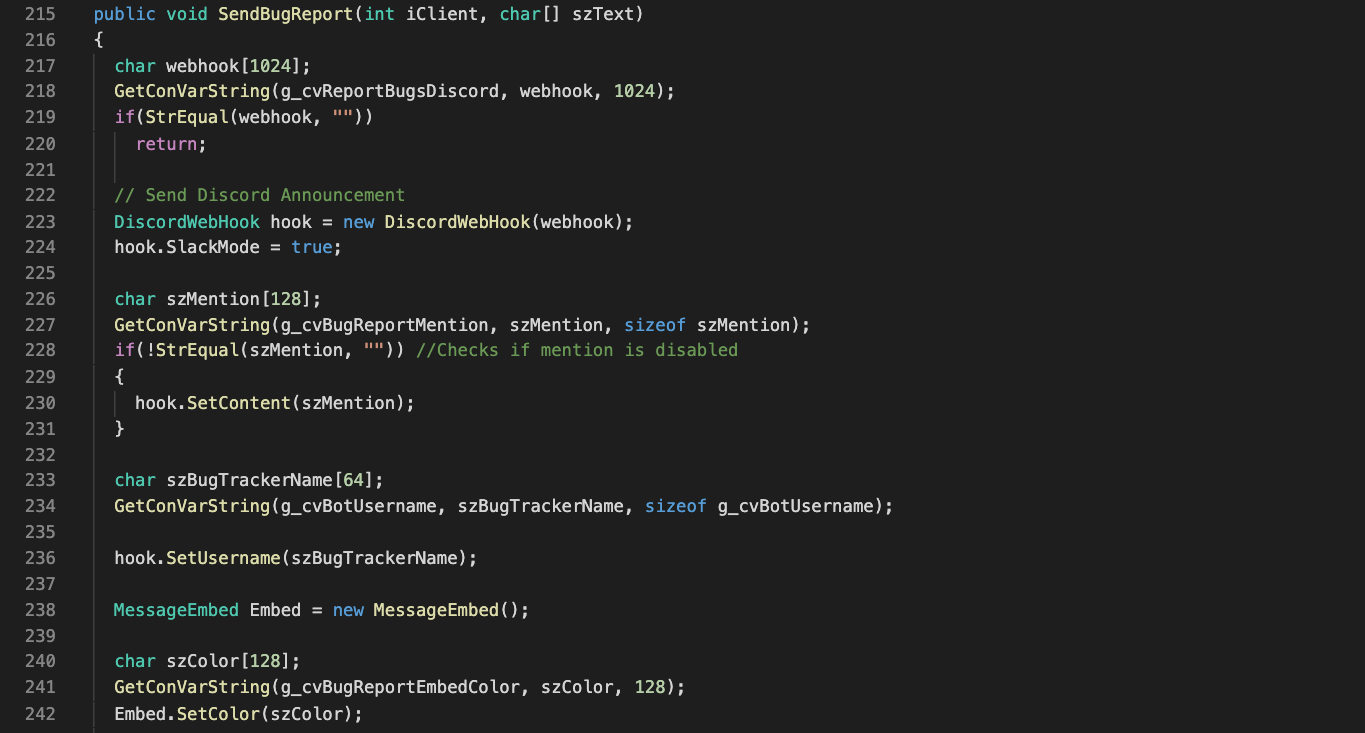 215 public void SendBugReport(int iClient, char[] szText)
216 {
217   char webhook[1024];
218   GetConVarString(g_cvReportBugsDiscord, webhook, 1024);
219   if(StrEqual(webhook, ""))
220     return;
221
222   // Send Discord Announcement
223   DiscordWebHook hook = new DiscordWebHook(webhook);
224   hook.SlackMode = true;
225
226   char szMention[128];
227   GetConVarString(g_cvBugReportMention, szMention, sizeof szMention);
228   if(!StrEqual(szMention, "")) //Checks if mention is disabled
229   {
230     hook.SetContent(szMention);
231   }
232
233   char szBugTrackerName[64];
234   GetConVarString(g_cvBotUsername, szBugTrackerName, sizeof g_cvBotUsername);
235
236   hook.SetUsername(szBugTrackerName);
237
238   MessageEmbed Embed = new MessageEmbed();
239
240   char szColor[128];
241   GetConVarString(g_cvBugReportEmbedColor, szColor, 128);
242   Embed.SetColor(szColor);